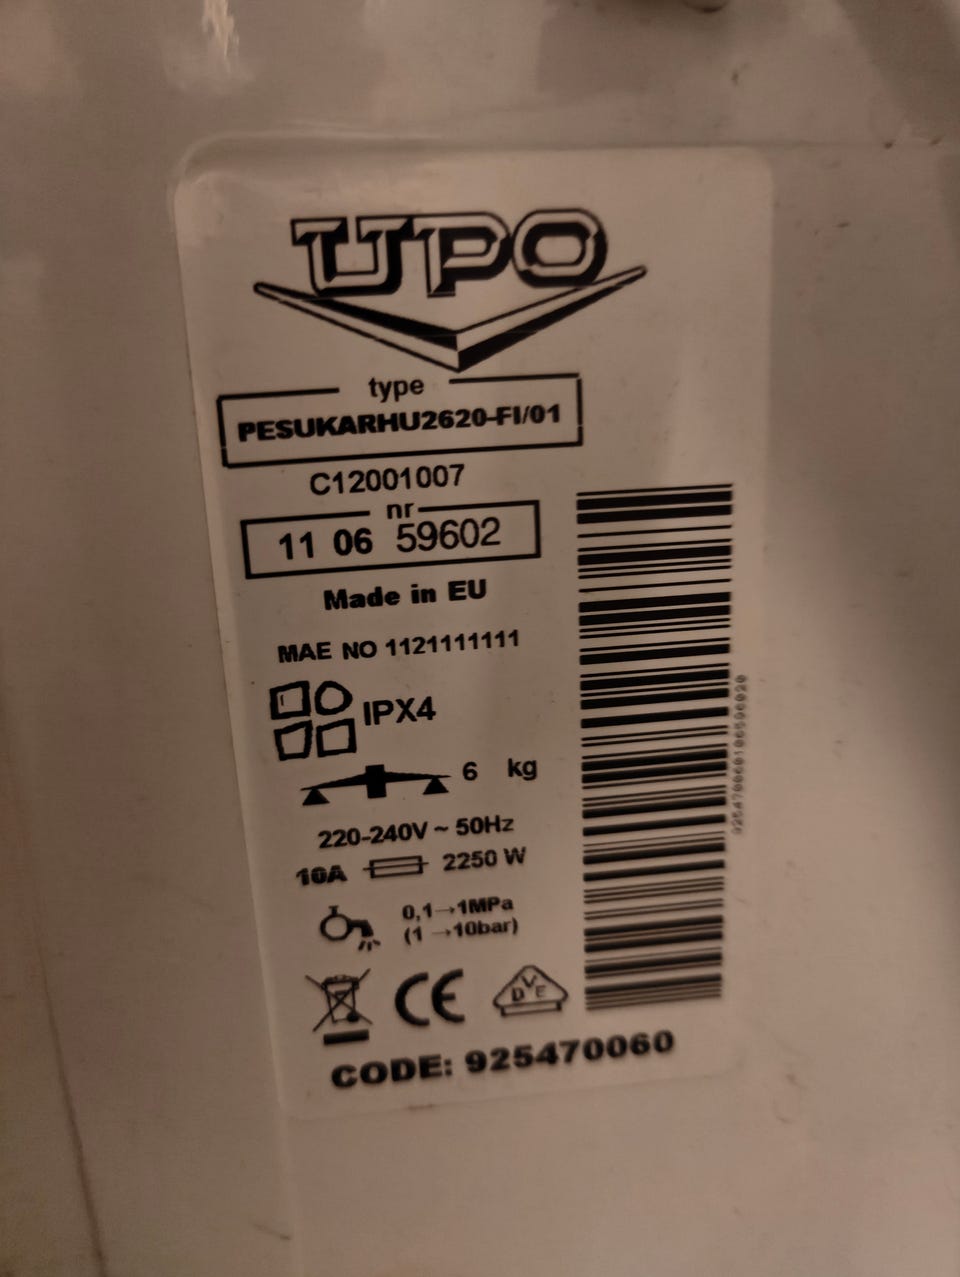 UPO
type
PESUKARHU2620-FI/01
C12001007
nr
11 06 59602
Made in EU
MAE NO 1121111111
IPX4
6 kg
220-240V ~ 50Hz
10A 2250 W
0,1→1MPa
(1 →10bar)
CE
DVE
CODE: 925470060